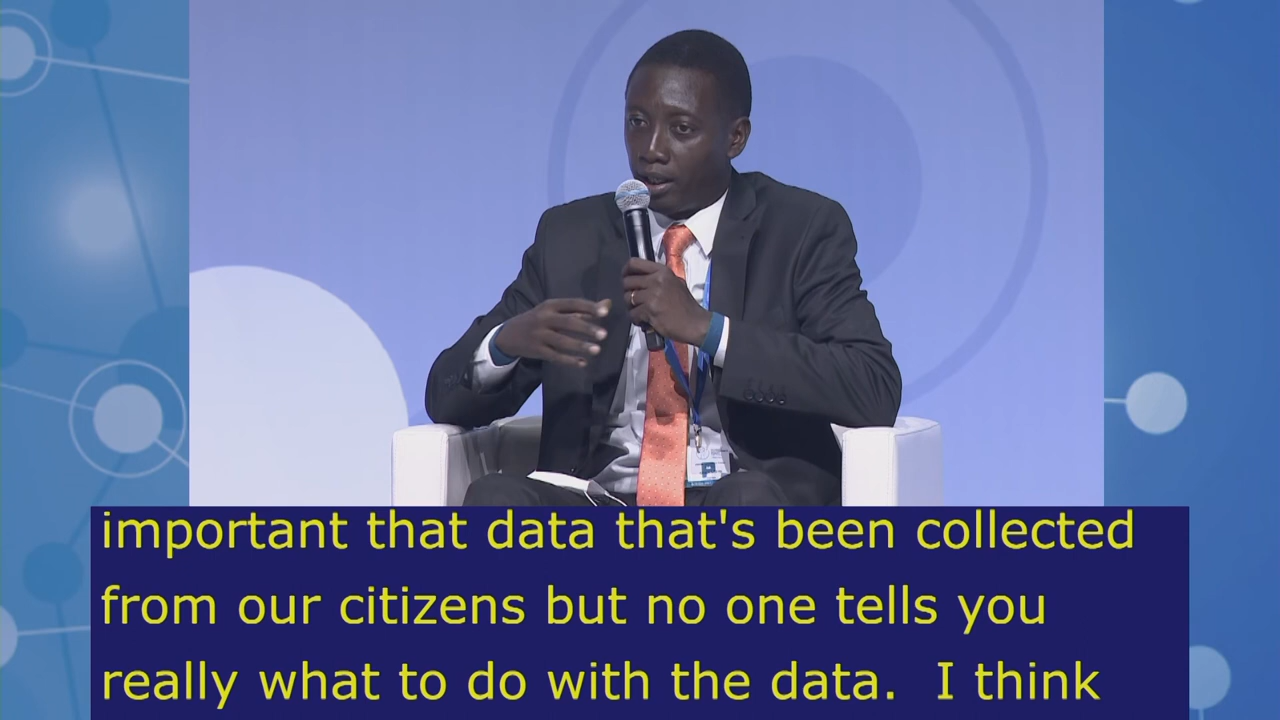 important that data that's been collected
from our citizens but no one tells you
really what to do with the data.  I think
P